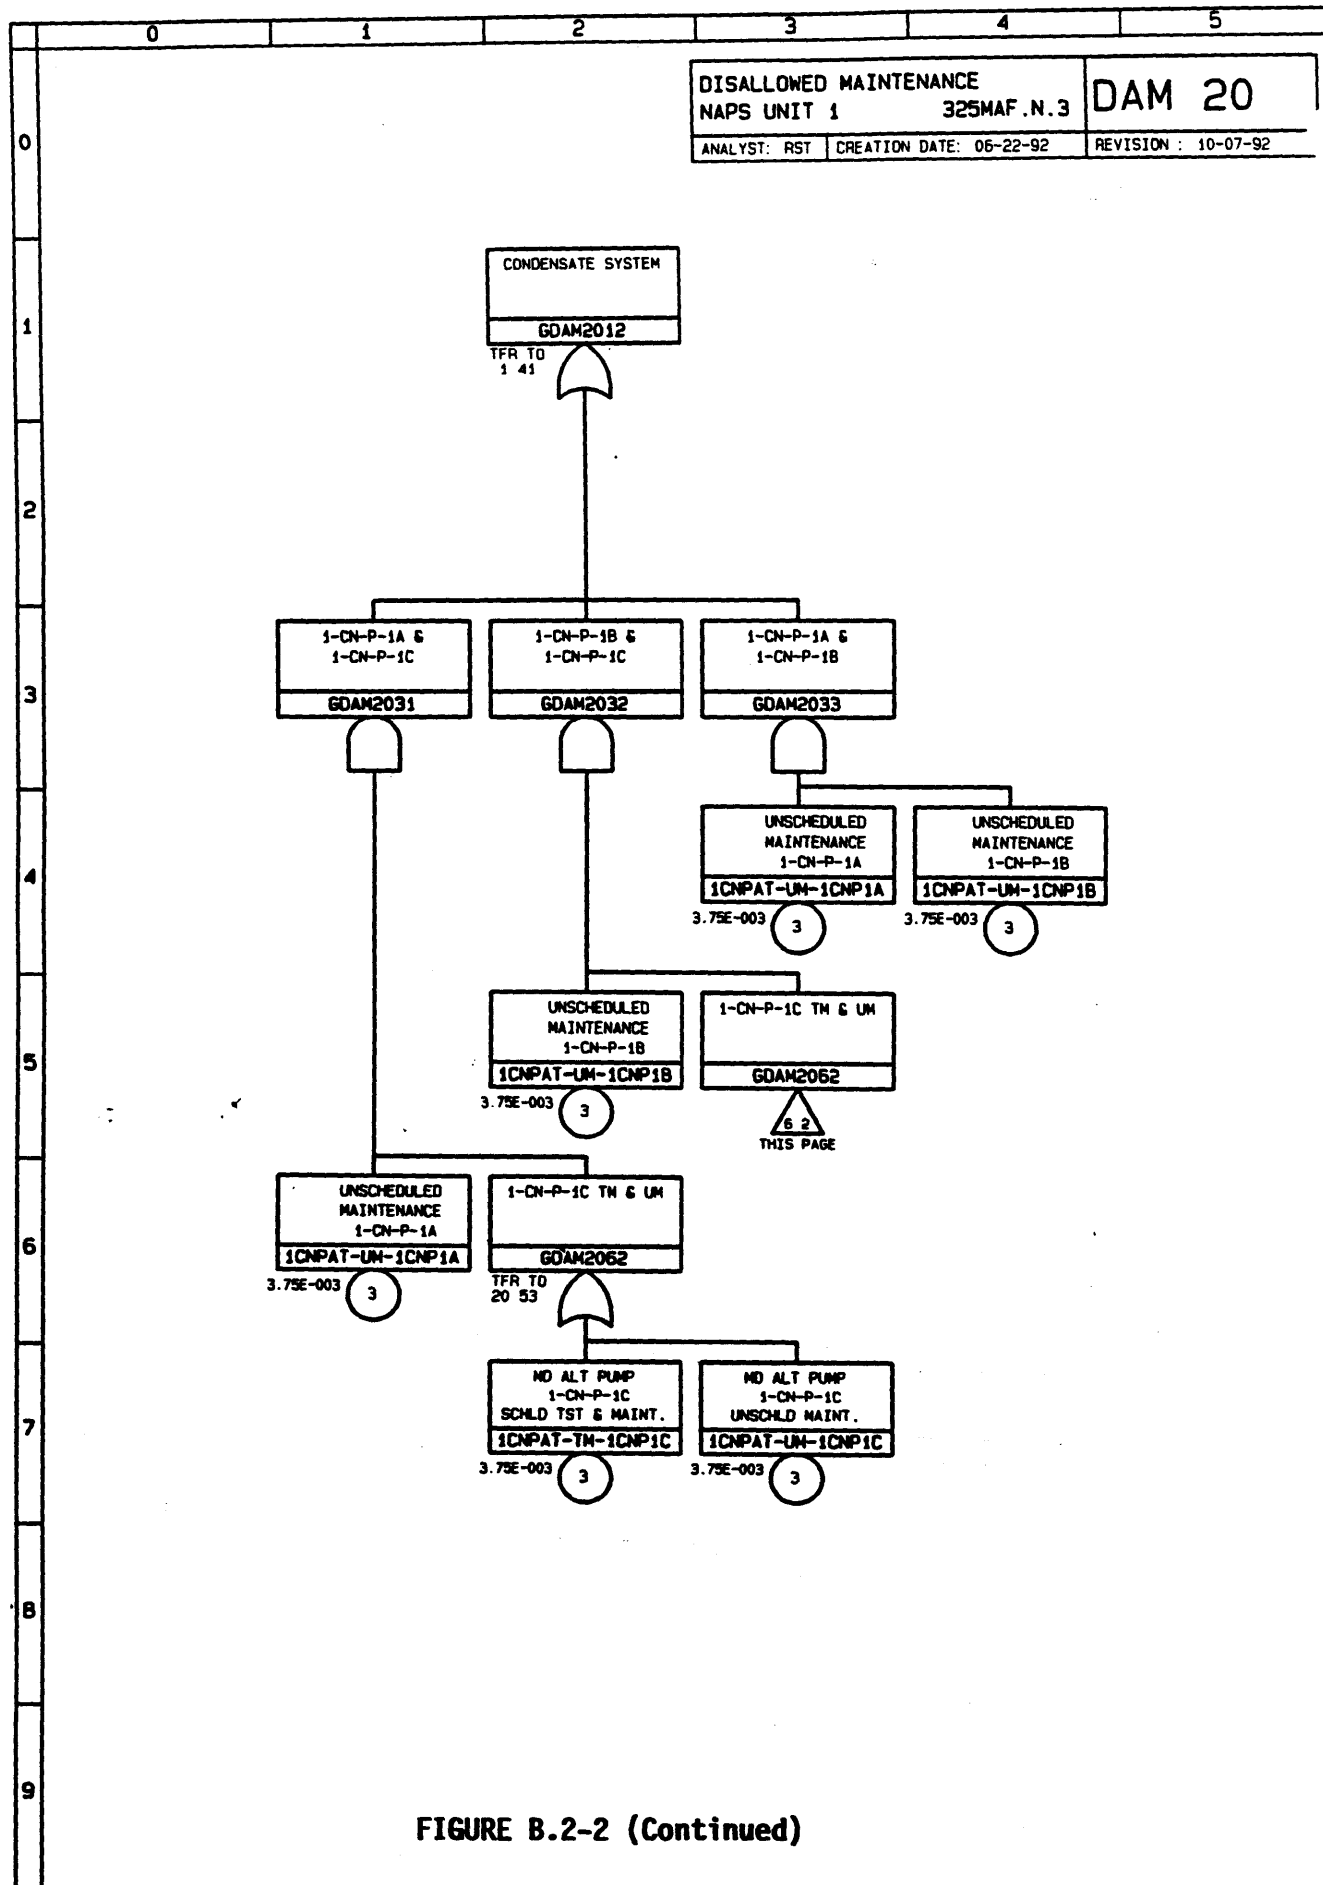 0 1 2 3 4 5
DISALLOWED MAINTENANCE
NAPS UNIT 1 325MAF.N.3
DAM 20
ANALYST: RST CREATION DATE: 06-22-92 REVISION : 10-07-92
0
CONDENSATE SYSTEM
1
GDAM2012
TFR TO
1 41
2
1-CN-P-1A &
1-CN-P-1C
GDAM2031
1-CN-P-1B &
1-CN-P-1C
GDAM2032
1-CN-P-1A &
1-CN-P-1B
GDAM2033
3
UNSCHEDULED
MAINTENANCE
1-CN-P-1A
1CNPAT-UM-1CNP1A
3.75E-003 3
UNSCHEDULED
MAINTENANCE
1-CN-P-1B
1CNPAT-UM-1CNP1B
3.75E-003 3
4
UNSCHEDULED
MAINTENANCE
1-CN-P-1B
1CNPAT-UM-1CNP1B
3.75E-003 3
1-CN-P-1C TM & UM
GDAM2062
6 2
THIS PAGE
5
UNSCHEDULED
MAINTENANCE
1-CN-P-1A
1CNPAT-UM-1CNP1A
3.75E-003 3
1-CN-P-1C TM & UM
GDAM2062
TFR TO
20 53
6
MD ALT PUMP
1-CN-P-1C
SCHLD TST & MAINT.
1CNPAT-TM-1CNP1C
3.75E-003 3
MD ALT PUMP
1-CN-P-1C
UNSCHLD MAINT.
1CNPAT-UM-1CNP1C
3.75E-003 3
7
8
9
FIGURE B.2-2 (Continued)